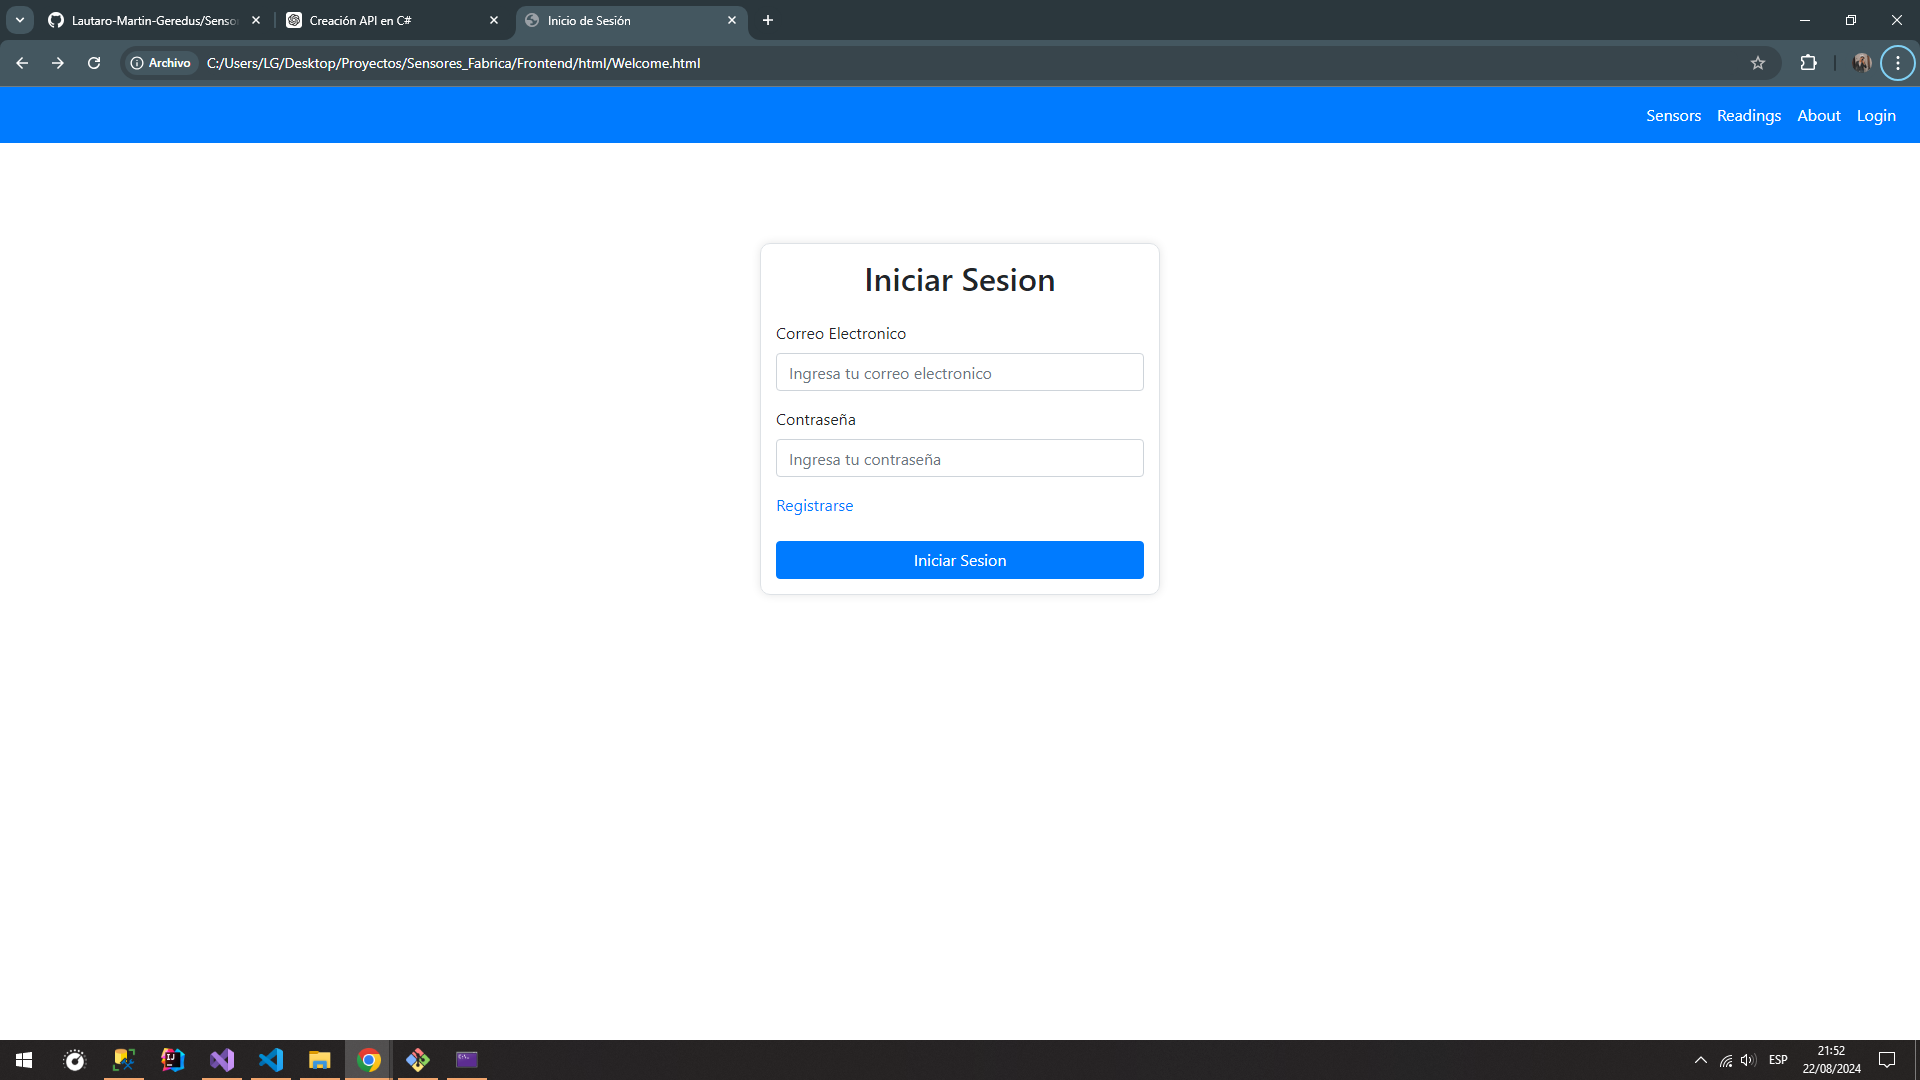 Lautaro-Martin-Geredus/Senso
Creación API en C#
Inicio de Sesión
Archivo
C:/Users/LG/Desktop/Proyectos/Sensores_Fabrica/Frontend/html/Welcome.html
Sensors Readings About Login
Iniciar Sesion
Correo Electronico
Ingresa tu correo electronico
Contraseña
Ingresa tu contraseña
Registrarse
Iniciar Sesion
ESP
21:52
22/08/2024